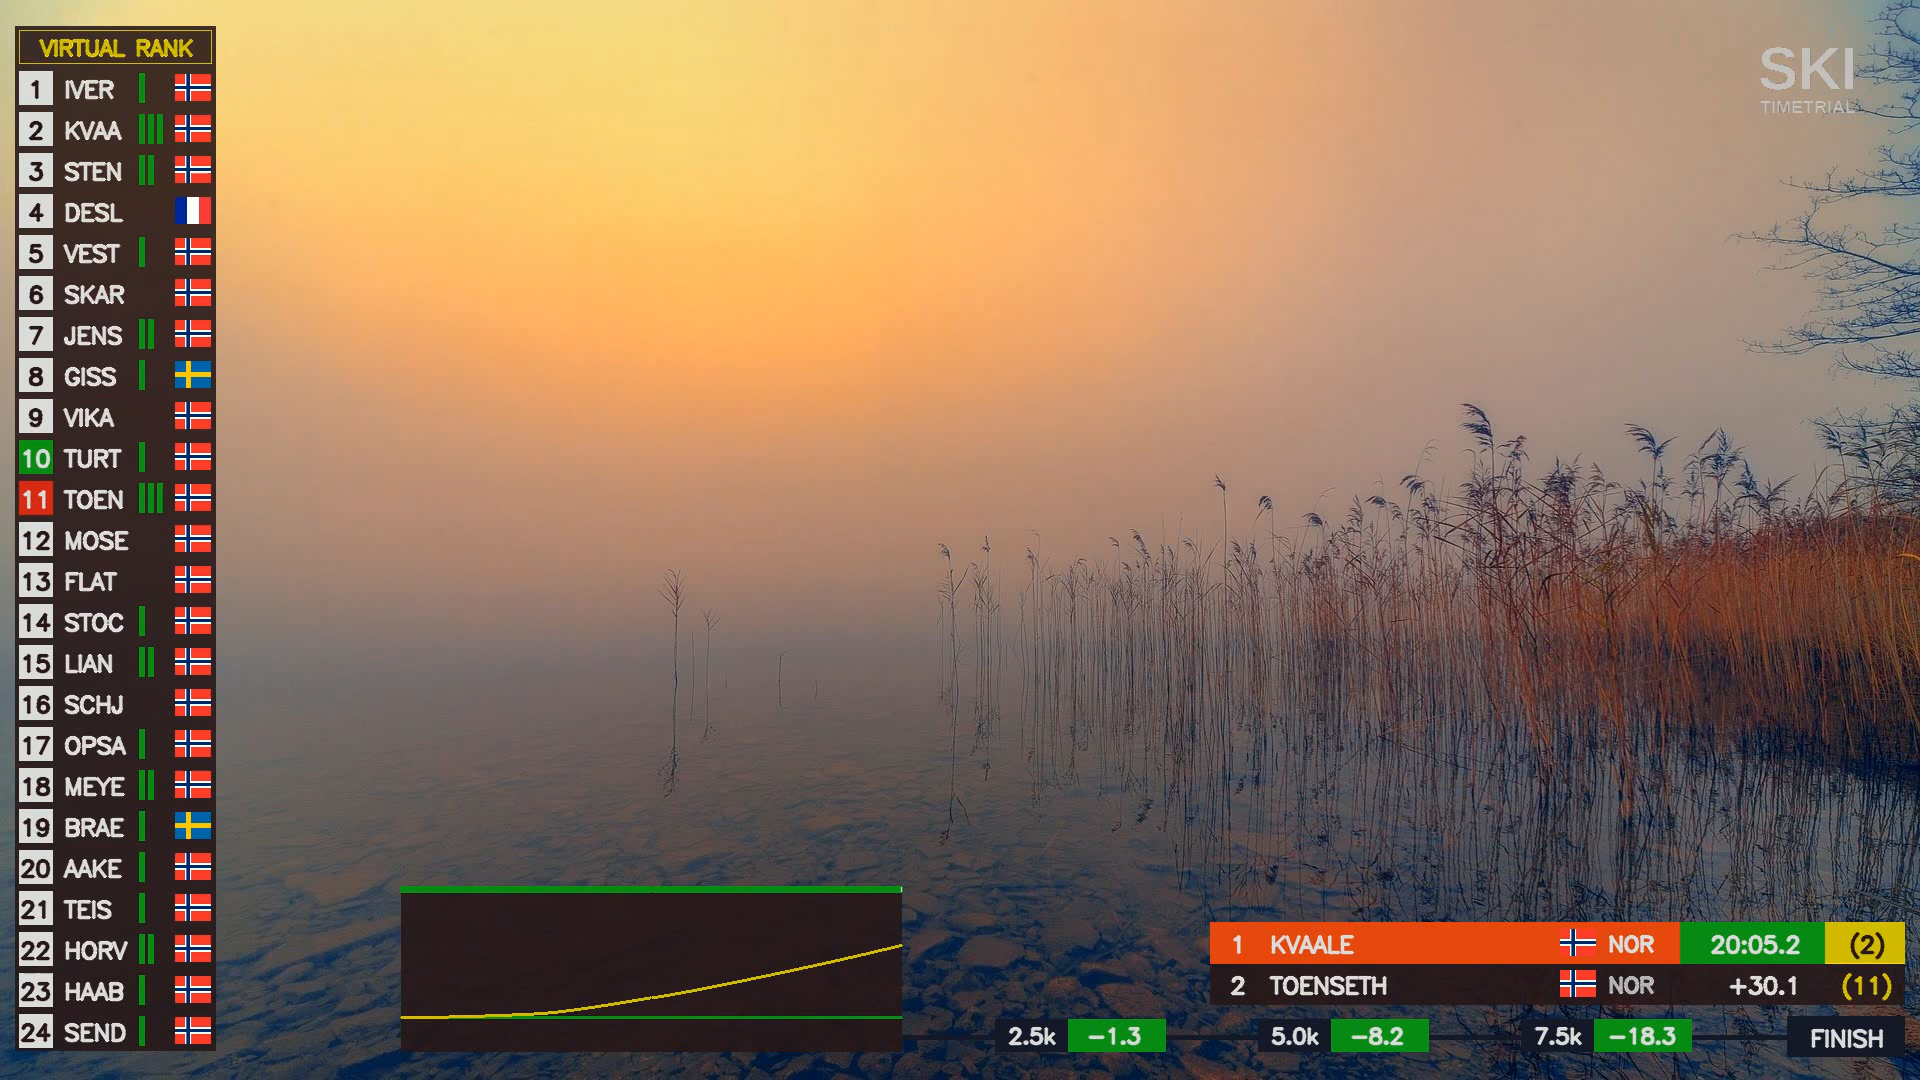 VIRTUAL RANK
1 IVER
2 KVAA
3 STEN
4 DESL
5 VEST
6 SKAR
7 JENS
8 GISS
9 VIKA
10 TURT
11 TOEN
12 MOSE
13 FLAT
14 STOC
15 LIAN
16 SCHJ
17 OPSA
18 MEYE
19 BRAE
20 AAKE
21 TEIS
22 HORV
23 HAAB
24 SEND
SKI
TIMETRIAL
1 KVAALE NOR 20:05.2 (2)
2 TOENSETH NOR +30.1 (11)
2.5k −1.3 5.0k −8.2 7.5k −18.3 FINISH